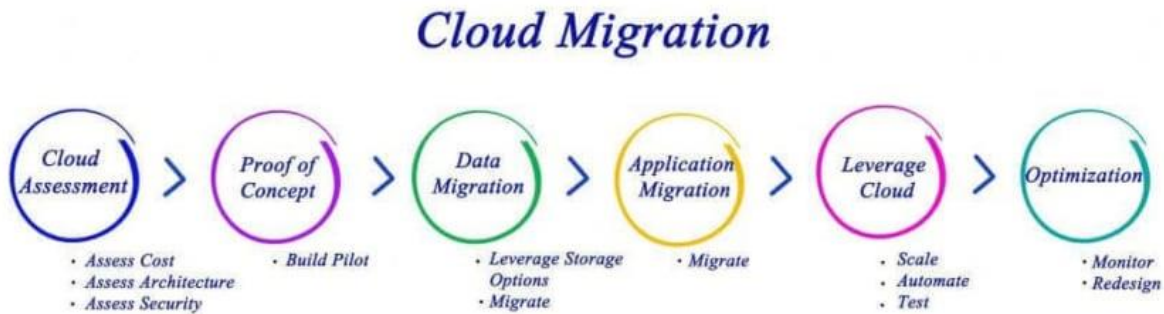 Cloud Migration
Cloud
Assessment
Proof of
Concept
Data
Migration
Application
Migration
Leverage
Cloud
Optimization
• Assess Cost
• Assess Architecture
• Assess Security
• Build Pilot
• Leverage Storage
Options
• Migrate
• Migrate
• Scale
• Automate
• Test
• Monitor
• Redesign